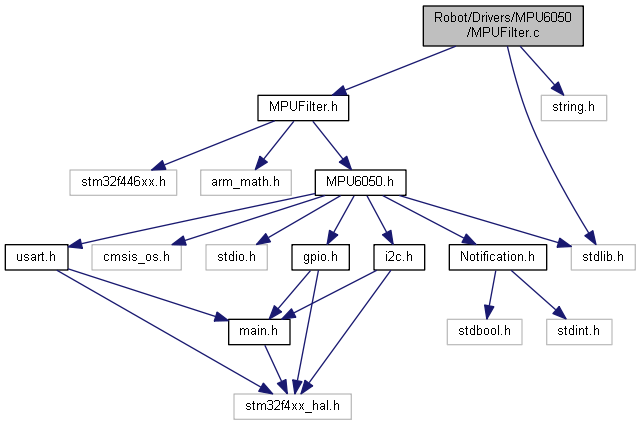 Robot/Drivers/MPU6050
/MPUFilter.c
MPUFilter.h
string.h
stm32f446xx.h
arm_math.h
MPU6050.h
usart.h
cmsis_os.h
stdio.h
gpio.h
i2c.h
Notification.h
stdlib.h
main.h
stdbool.h
stdint.h
stm32f4xx_hal.h